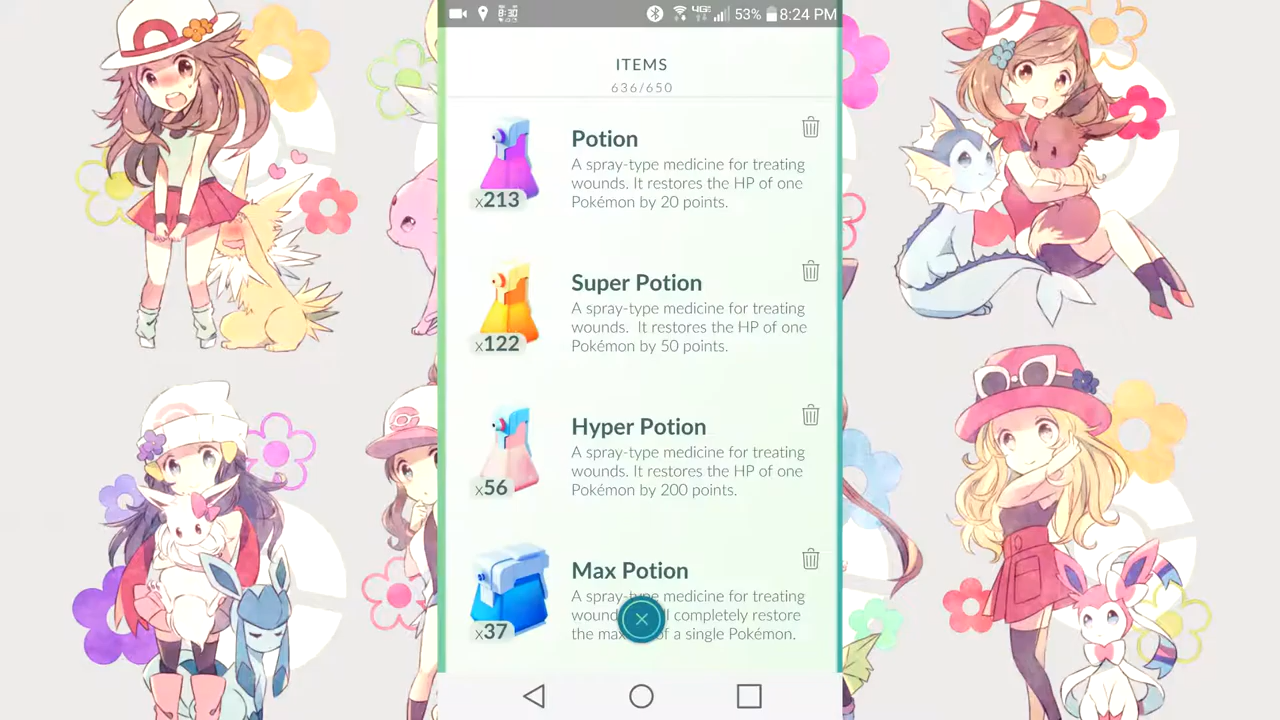 53% 8:24 PM
ITEMS
636/650
Potion
A spray-type medicine for treating
wounds. It restores the HP of one
Pokémon by 20 points.
x213
Super Potion
A spray-type medicine for treating
wounds. It restores the HP of one
Pokémon by 50 points.
x122
Hyper Potion
A spray-type medicine for treating
wounds. It restores the HP of one
Pokémon by 200 points.
x56
Max Potion
A spray-type medicine for treating
completely restore
the max of a single Pokémon.
x37